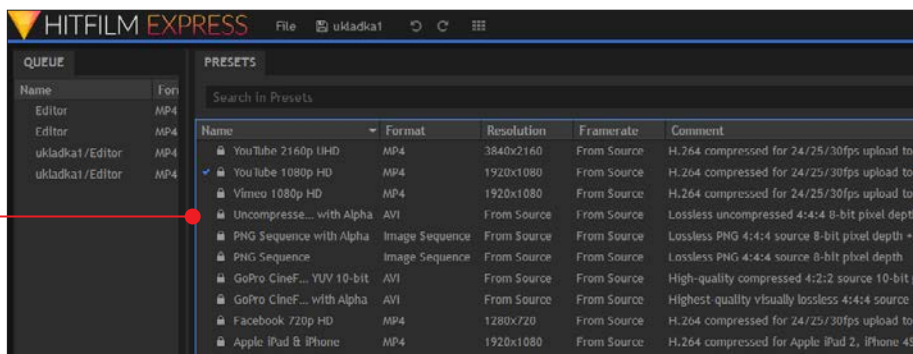 HITFILM EXPRESS File ukladka1
QUEUE PRESETS
Search in Presets
Name For
Editor MP4
Editor MP4
ukladka1/Editor MP4
ukladka1/Editor MP4
Name Format Resolution Framerate Comment
YouTube 2160p UHD MP4 3840x2160 From Source H.264 compressed for 24/25/30fps upload to
YouTube 1080p HD MP4 1920x1080 From Source H.264 compressed for 24/25/30fps upload to
Vimeo 1080p HD MP4 1920x1080 From Source H.264 compressed for 24/25/30fps upload to
Uncompresse... with Alpha AVI From Source From Source Lossless uncompressed 4:4:4 8-bit pixel dept
PNG Sequence with Alpha Image Sequence From Source From Source Lossless PNG 4:4:4 source 8-bit pixel depth +
PNG Sequence Image Sequence From Source From Source Lossless PNG 4:4:4 source 8-bit pixel depth
GoPro CineF... YUV 10-bit AVI From Source From Source High-quality compressed 4:2:2 source 10-bit
GoPro CineF... with Alpha AVI From Source From Source Highest-quality visually lossless 4:4:4 source
Facebook 720p HD MP4 1280x720 From Source H.264 compressed for 24/25/30fps upload to
Apple iPad & iPhone MP4 1920x1080 From Source H.264 compressed for Apple iPad 2, iPhone 4S